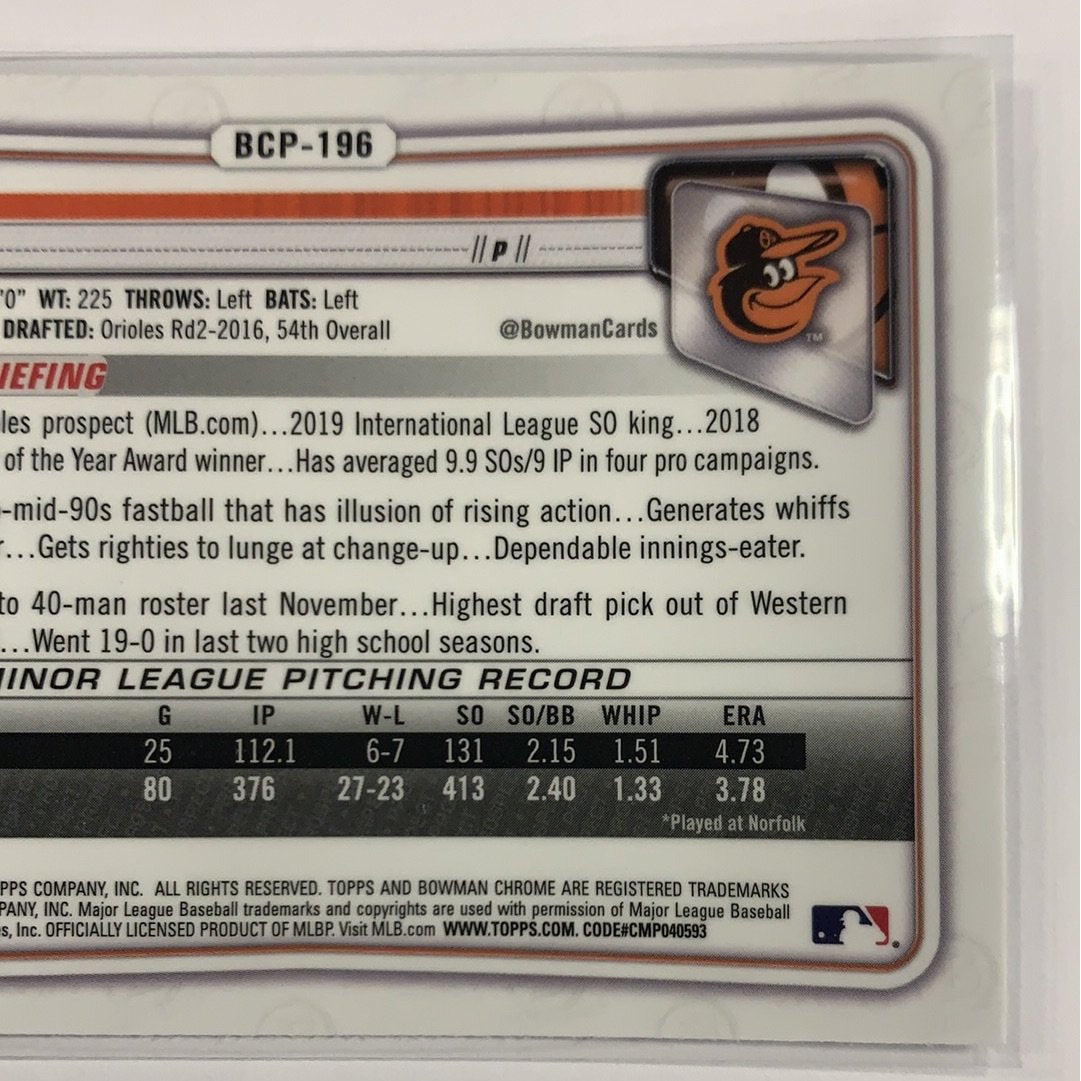 BCP-196
// P //
'0" WT: 225 THROWS: Left BATS: Left
DRAFTED: Orioles Rd2-2016, 54th Overall
@BowmanCards
TM
IEFING
les prospect (MLB.com)...2019 International League SO king...2018
of the Year Award winner...Has averaged 9.9 SOs/9 IP in four pro campaigns.
-mid-90s fastball that has illusion of rising action...Generates whiffs
r...Gets righties to lunge at change-up...Dependable innings-eater.
to 40-man roster last November...Highest draft pick out of Western
...Went 19-0 in last two high school seasons.
INOR LEAGUE PITCHING RECORD
G IP W-L SO SO/BB WHIP ERA
25 112.1 6-7 131 2.15 1.51 4.73
80 376 27-23 413 2.40 1.33 3.78
*Played at Norfolk
PPS COMPANY, INC. ALL RIGHTS RESERVED. TOPPS AND BOWMAN CHROME ARE REGISTERED TRADEMARKS
PANY, INC. Major League Baseball trademarks and copyrights are used with permission of Major League Baseball
s, Inc. OFFICIALLY LICENSED PRODUCT OF MLBP. Visit MLB.com WWW.TOPPS.COM. CODE#CMP040593